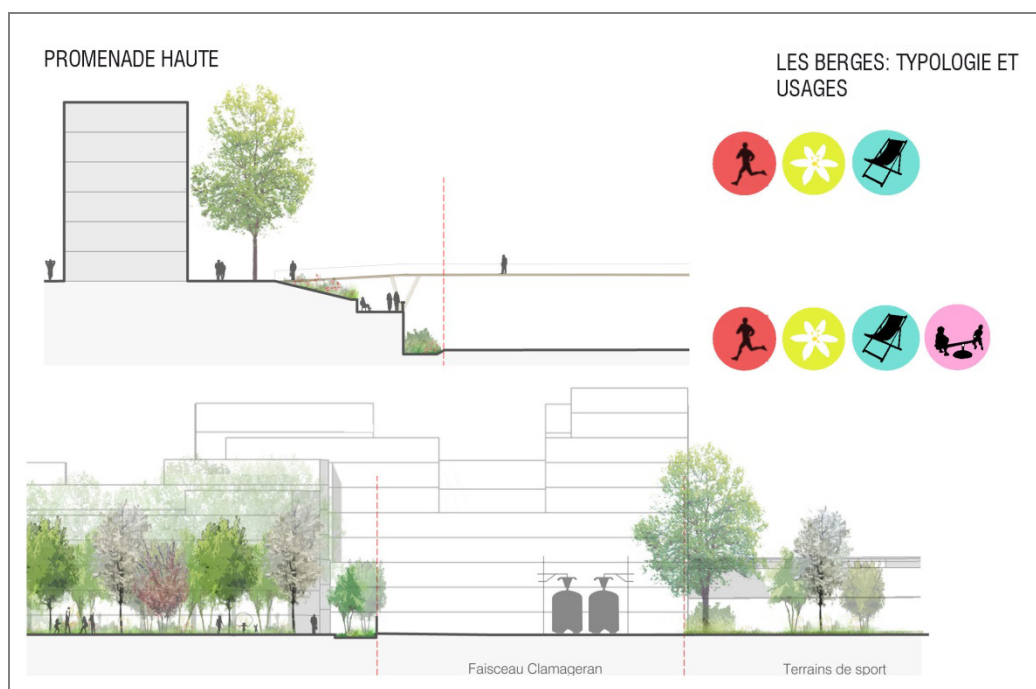 PROMENADE HAUTE
LES BERGES: TYPOLOGIE ET
USAGES
Faisceau Clamageran
Terrains de sport